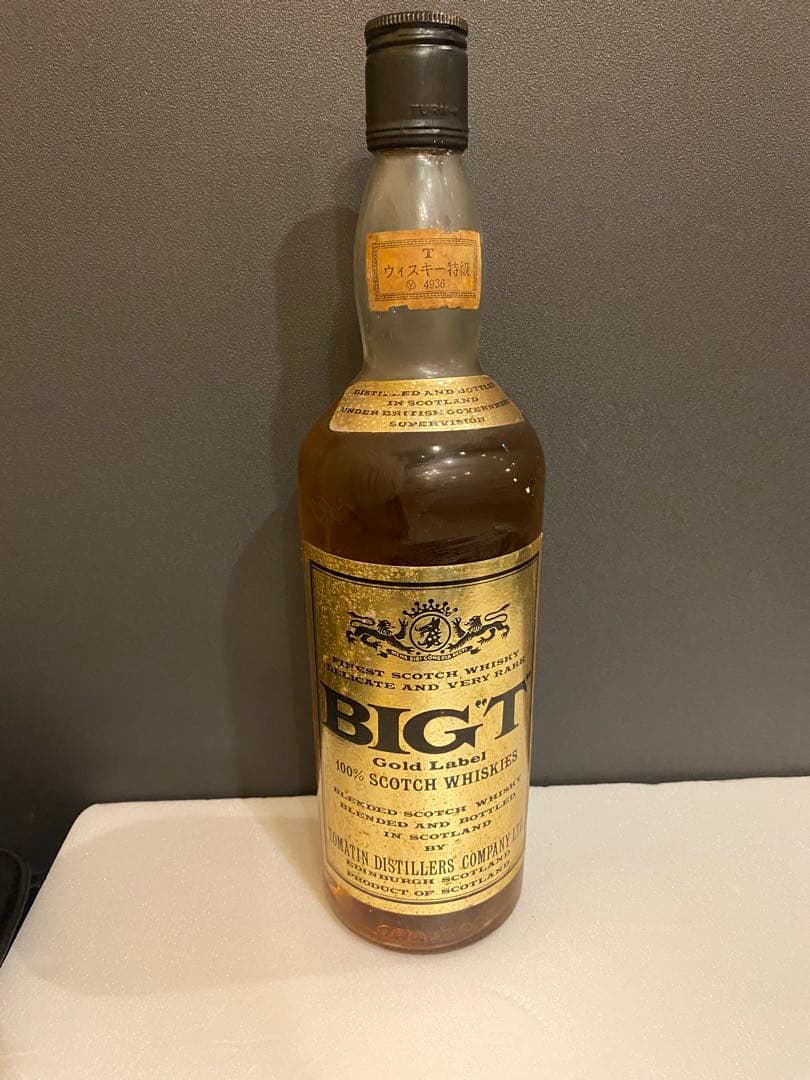 TURN
T
ウィスキー特級
Ⓨ 4936
DISTILLED AND BOTTLED
IN SCOTLAND
UNDER BRITISH GOVERNMENT
SUPERVISION
FINEST SCOTCH WHISKY
DELICATE AND VERY RARE
BIG "T"
Gold Label
100% SCOTCH WHISKIES
BLENDED SCOTCH WHISKY
BLENDED AND BOTTLED
IN SCOTLAND
BY
TOMATIN DISTILLERS COMPANY LTD.
EDINBURGH SCOTLAND
PRODUCT OF SCOTLAND